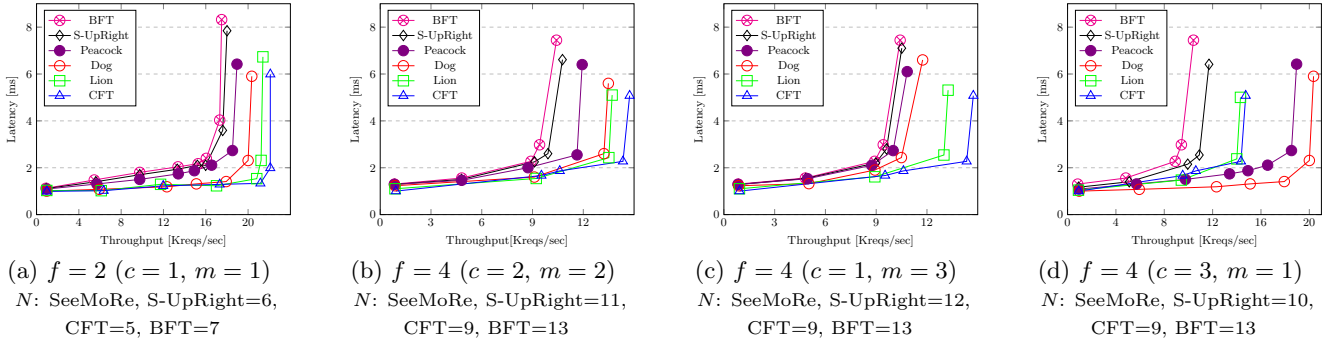 8
6
4
2
0
Latency [ms]
BFT
S-UpRight
Peacock
Dog
Lion
CFT
0 4 8 12 16 20
Throughput [Kreqs/sec]
(a) f = 2 (c = 1, m = 1)
N: SeeMoRe, S-UpRight=6,
CFT=5, BFT=7
8
6
4
2
0
Latency [ms]
BFT
S-UpRight
Peacock
Dog
Lion
CFT
0 3 6 9 12
Throughput[Kreqs/sec]
(b) f = 4 (c = 2, m = 2)
N: SeeMoRe, S-UpRight=11,
CFT=9, BFT=13
8
6
4
2
0
Latency [ms]
BFT
S-UpRight
Peacock
Dog
Lion
CFT
0 3 6 9 12
Throughput[Kreqs/sec]
(c) f = 4 (c = 1, m = 3)
N: SeeMoRe, S-UpRight=12,
CFT=9, BFT=13
8
6
4
2
0
Latency [ms]
BFT
S-UpRight
Peacock
Dog
Lion
CFT
0 4 8 12 16 20
Throughput [Kreqs/sec]
(d) f = 4 (c = 3, m = 1)
N: SeeMoRe, S-UpRight=10,
CFT=9, BFT=13